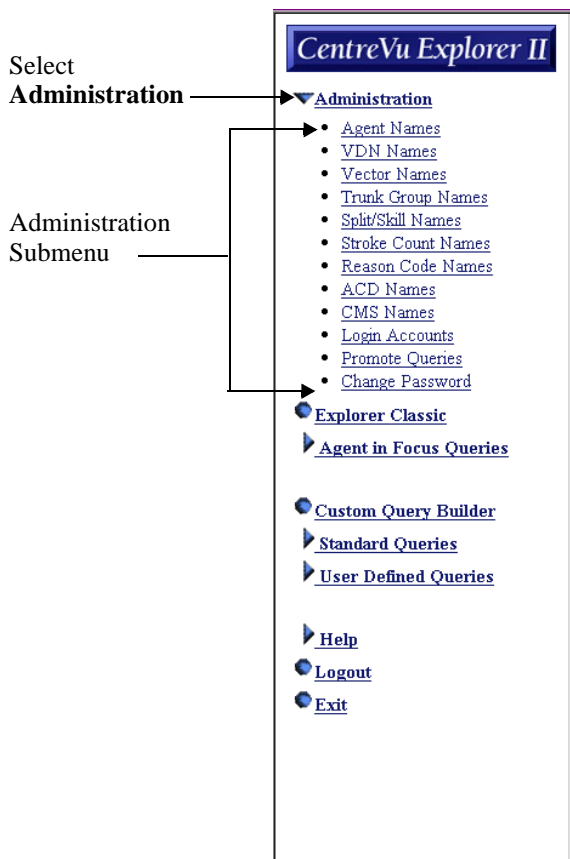 CentreVu Explorer II
Select
Administration
Administration
Agent Names
VDN Names
Vector Names
Trunk Group Names
Split/Skill Names
Stroke Count Names
Reason Code Names
ACD Names
CMS Names
Login Accounts
Promote Queries
Change Password
Administration
Submenu
Explorer Classic
Agent in Focus Queries
Custom Query Builder
Standard Queries
User Defined Queries
Help
Logout
Exit